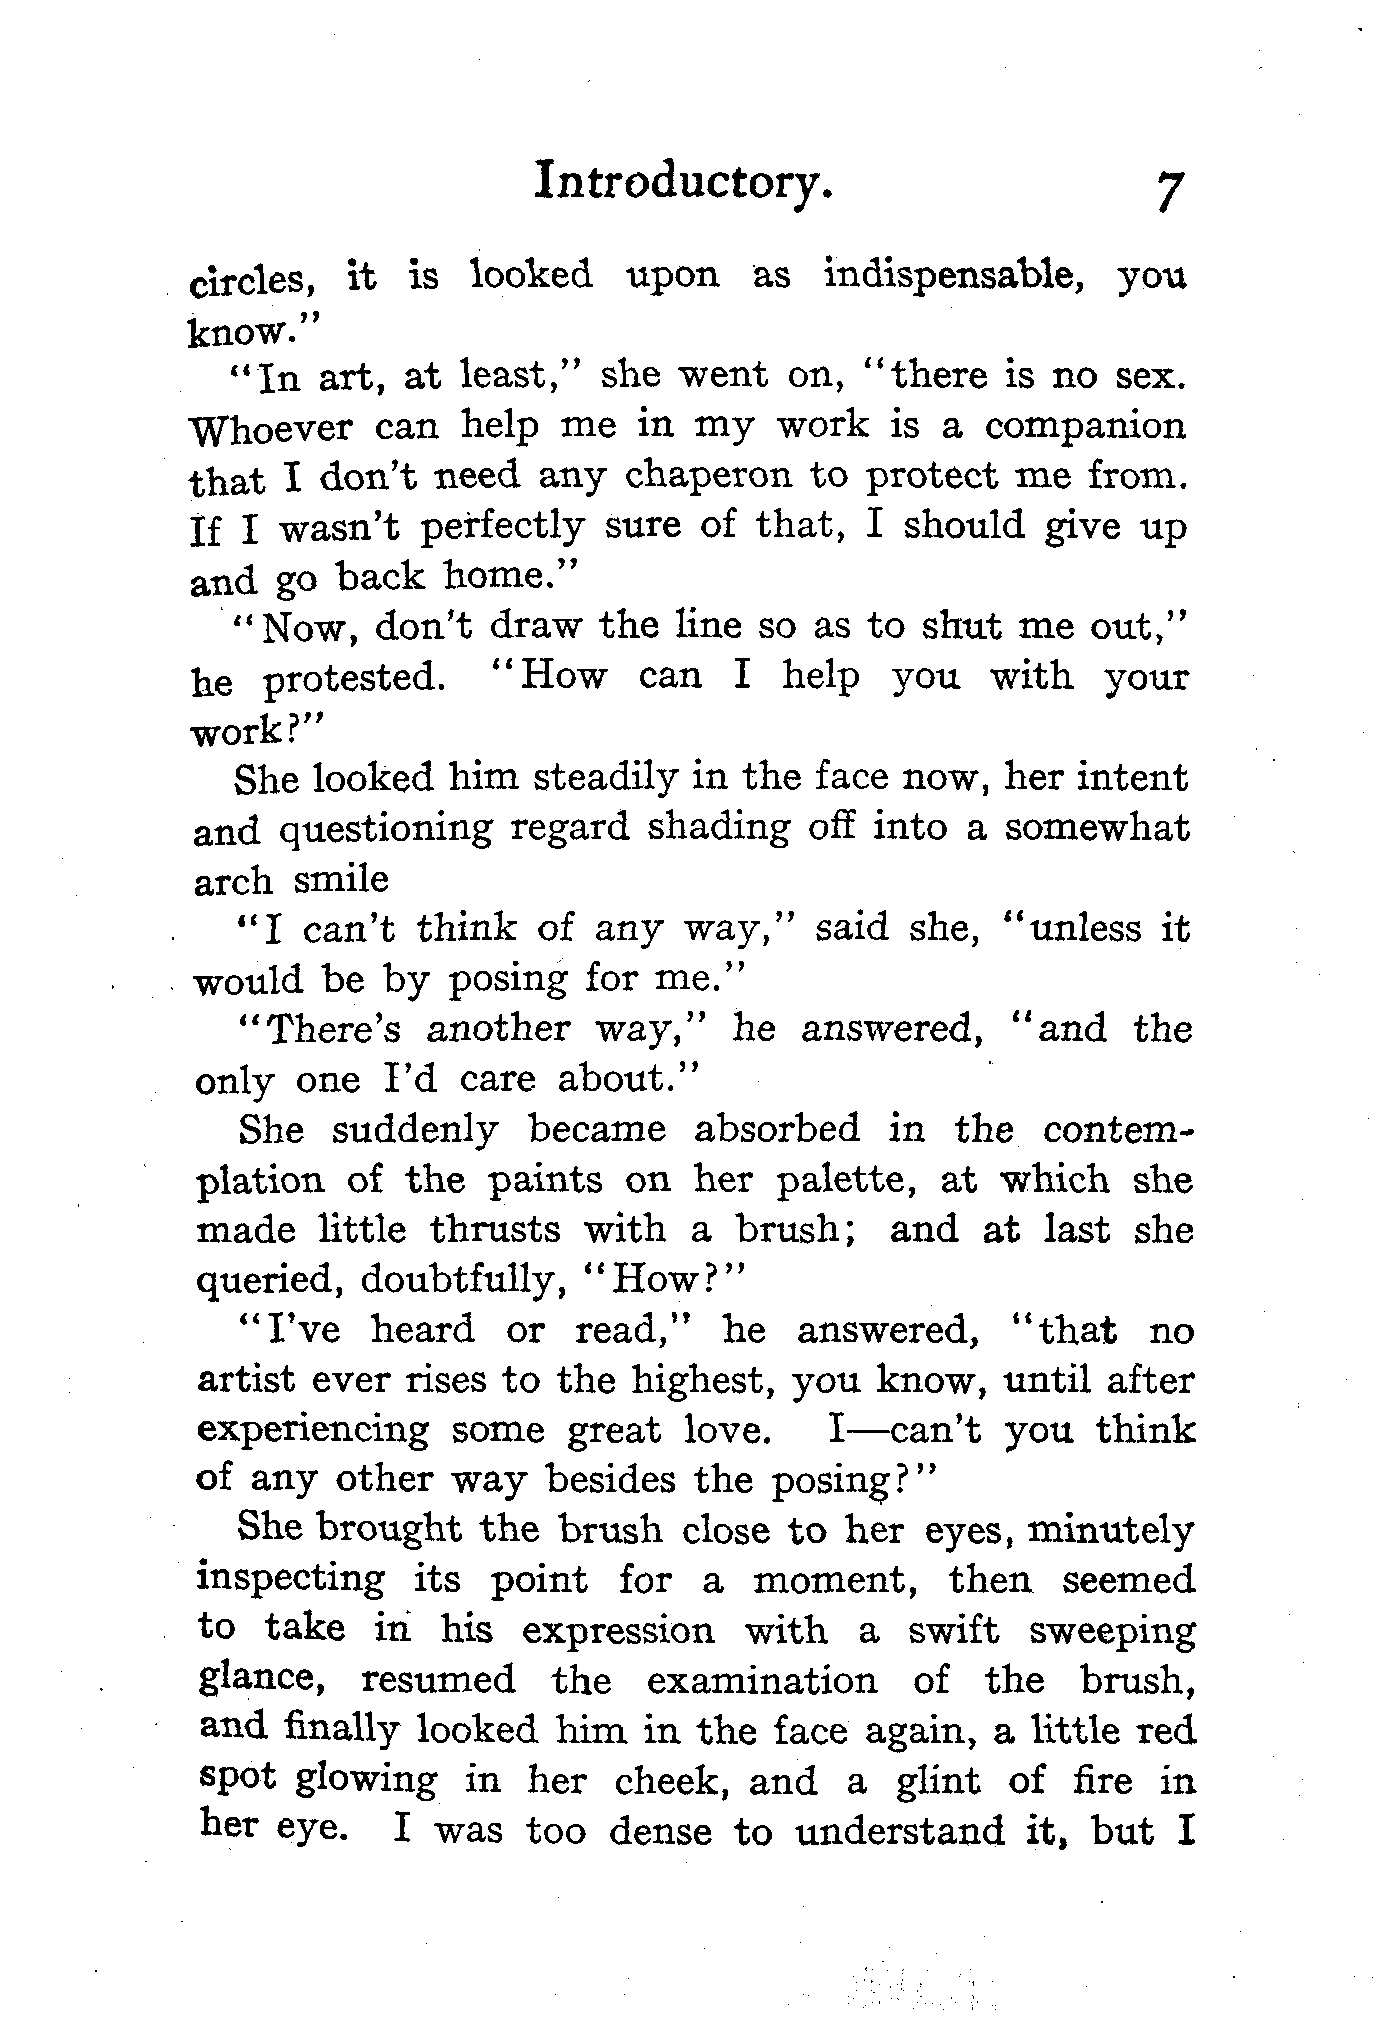 Introductory. 7
circles, it is looked upon as indispensable, you
know."
"In art, at least," she went on, "there is no sex.
Whoever can help me in my work is a companion
that I don't need any chaperon to protect me from.
If I wasn't perfectly sure of that, I should give up
and go back home."
"Now, don't draw the line so as to shut me out,"
he protested. "How can I help you with your
work?"
She looked him steadily in the face now, her intent
and questioning regard shading off into a somewhat
arch smile
"I can't think of any way," said she, "unless it
would be by posing for me."
"There's another way," he answered, "and the
only one I'd care about."
She suddenly became absorbed in the contem-
plation of the paints on her palette, at which she
made little thrusts with a brush; and at last she
queried, doubtfully, "How?"
"I've heard or read," he answered, "that no
artist ever rises to the highest, you know, until after
experiencing some great love. I—can't you think
of any other way besides the posing?"
She brought the brush close to her eyes, minutely
inspecting its point for a moment, then seemed
to take in his expression with a swift sweeping
glance, resumed the examination of the brush,
and finally looked him in the face again, a little red
spot glowing in her cheek, and a glint of fire in
her eye. I was too dense to understand it, but I